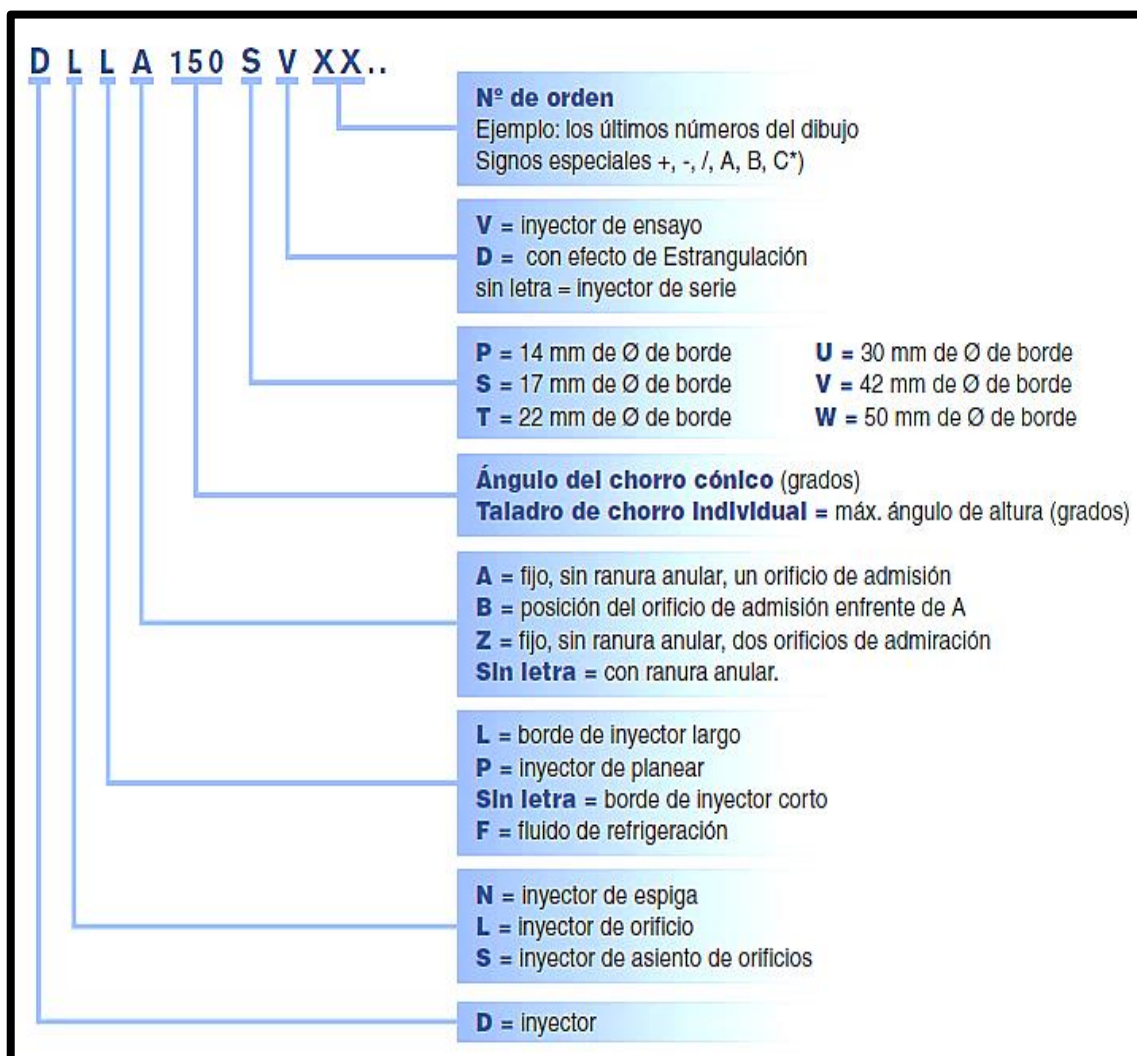 D L L A 150 S V XX..
Nº de orden
Ejemplo: los últimos números del dibujo
Signos especiales +, -, /, A, B, C*)
V = inyector de ensayo
D = con efecto de Estrangulación
sin letra = inyector de serie
P = 14 mm de Ø de borde U = 30 mm de Ø de borde
S = 17 mm de Ø de borde V = 42 mm de Ø de borde
T = 22 mm de Ø de borde W = 50 mm de Ø de borde
Ángulo del chorro cónico (grados)
Taladro de chorro individual = máx. ángulo de altura (grados)
A = fijo, sin ranura anular, un orificio de admisión
B = posición del orificio de admisión enfrente de A
Z = fijo, sin ranura anular, dos orificios de admiración
Sin letra = con ranura anular.
L = borde de inyector largo
P = inyector de planear
Sin letra = borde de inyector corto
F = fluido de refrigeración
N = inyector de espiga
L = inyector de orificio
S = inyector de asiento de orificios
D = inyector